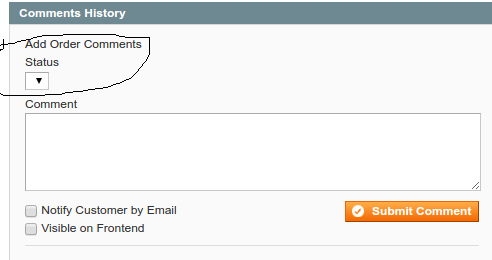 Comments History
Add Order Comments
Status
Comment
Notify Customer by Email
Submit Comment
Visible on Frontend